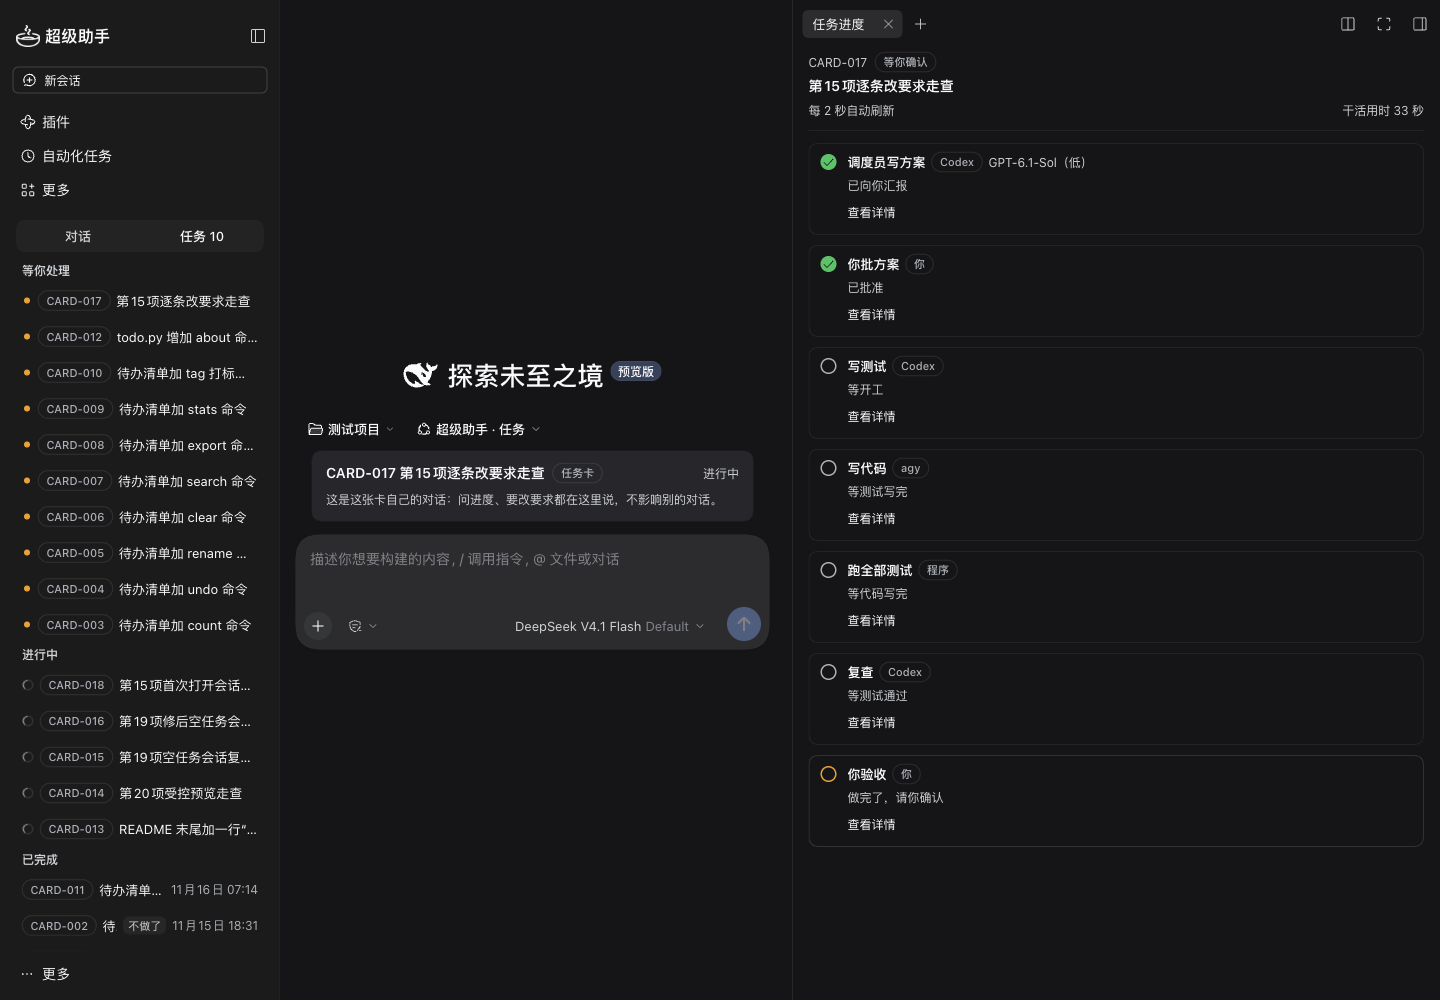 超级助手
新会话
插件
自动化任务
更多
对话
任务 10
等你处理
CARD-017 第15项逐条改要求走查
CARD-012 todo.py 增加 about 命...
CARD-010 待办清单加 tag 打标...
CARD-009 待办清单加 stats 命令
CARD-008 待办清单加 export 命...
CARD-007 待办清单加 search 命令
CARD-006 待办清单加 clear 命令
CARD-005 待办清单加 rename ...
CARD-004 待办清单加 undo 命令
CARD-003 待办清单加 count 命令
进行中
CARD-018 第15项首次打开会话...
CARD-016 第19项修后空任务会...
CARD-015 第19项空任务会话复...
CARD-014 第20项受控预览走查
CARD-013 README 末尾加一行“...
已完成
CARD-011 待办清单... 11月16日 07:14
CARD-002 待 不做了 11月15日 18:31
更多
探索未至之境 预览版
测试项目
超级助手 · 任务
CARD-017 第15项逐条改要求走查 任务卡 进行中
这是这张卡自己的对话：问进度、要改要求都在这里说，不影响别的对话。
描述你想要构建的内容, / 调用指令, @ 文件或对话
DeepSeek V4.1 Flash Default
任务进度
CARD-017 等你确认
第15项逐条改要求走查
每 2 秒自动刷新 干活用时 33 秒
调度员写方案 Codex GPT-6.1-Sol（低）
已向你汇报
查看详情
你批方案 你
已批准
查看详情
写测试 Codex
等开工
查看详情
写代码 agy
等测试写完
查看详情
跑全部测试 程序
等代码写完
查看详情
复查 Codex
等测试通过
查看详情
你验收 你
做完了，请你确认
查看详情